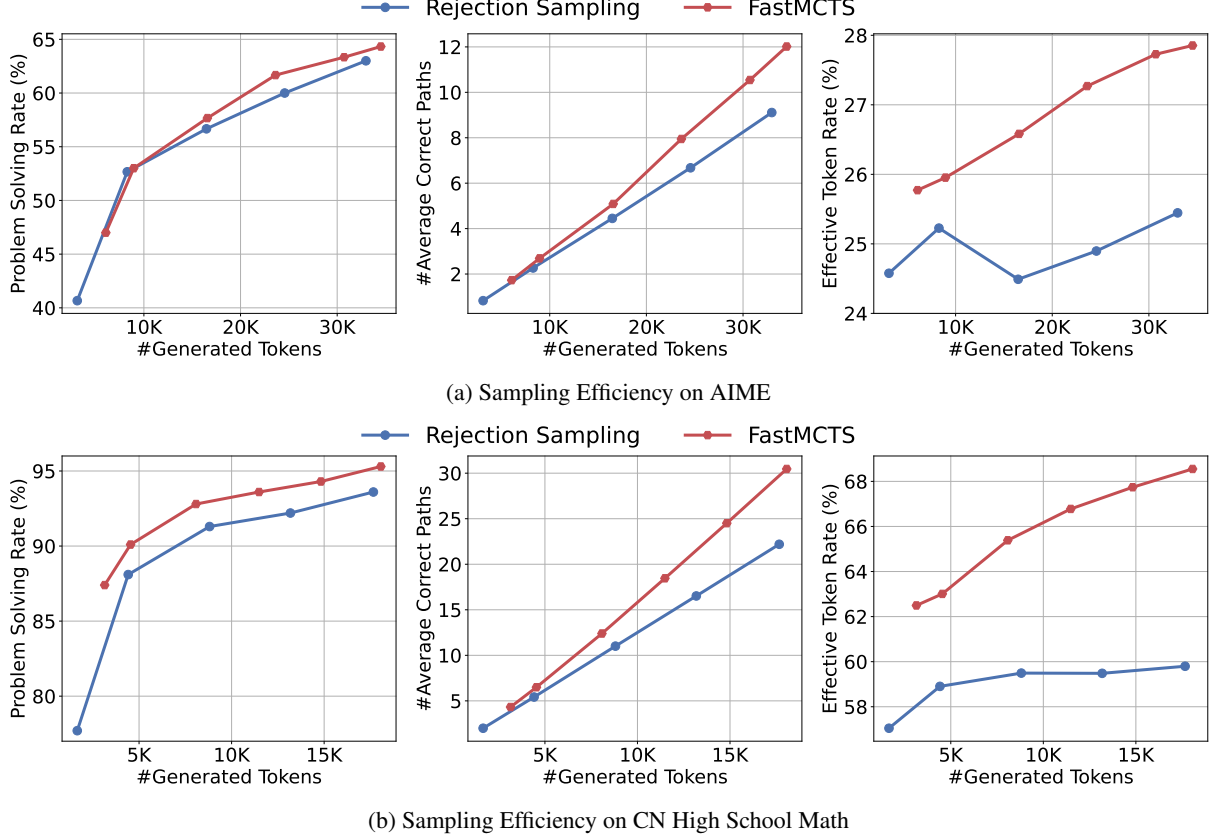 Rejection Sampling FastMCTS
Problem Solving Rate (%)
65
60
55
50
45
40
10K 20K 30K
#Generated Tokens
#Average Correct Paths
12
10
8
6
4
2
10K 20K 30K
#Generated Tokens
Effective Token Rate (%)
28
27
26
25
24
10K 20K 30K
#Generated Tokens
(a) Sampling Efficiency on AIME
Rejection Sampling FastMCTS
Problem Solving Rate (%)
95
90
85
80
5K 10K 15K
#Generated Tokens
#Average Correct Paths
30
25
20
15
10
5
5K 10K 15K
#Generated Tokens
Effective Token Rate (%)
68
66
64
62
60
58
5K 10K 15K
#Generated Tokens
(b) Sampling Efficiency on CN High School Math